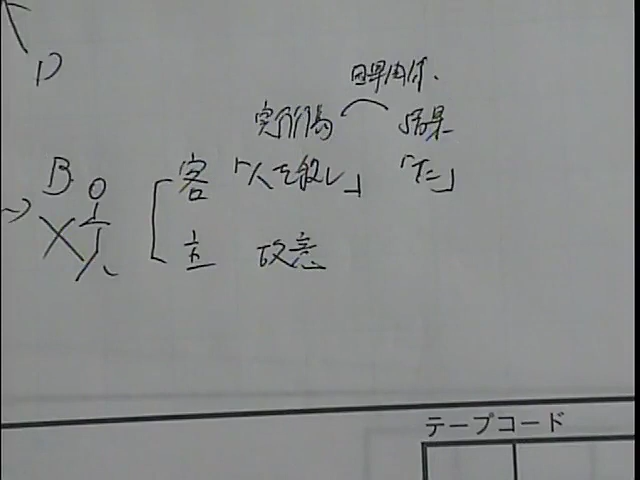 D
因果関係
実行行為 結果
B 客 「人を殺し」 「た」
主 故意
テープコード